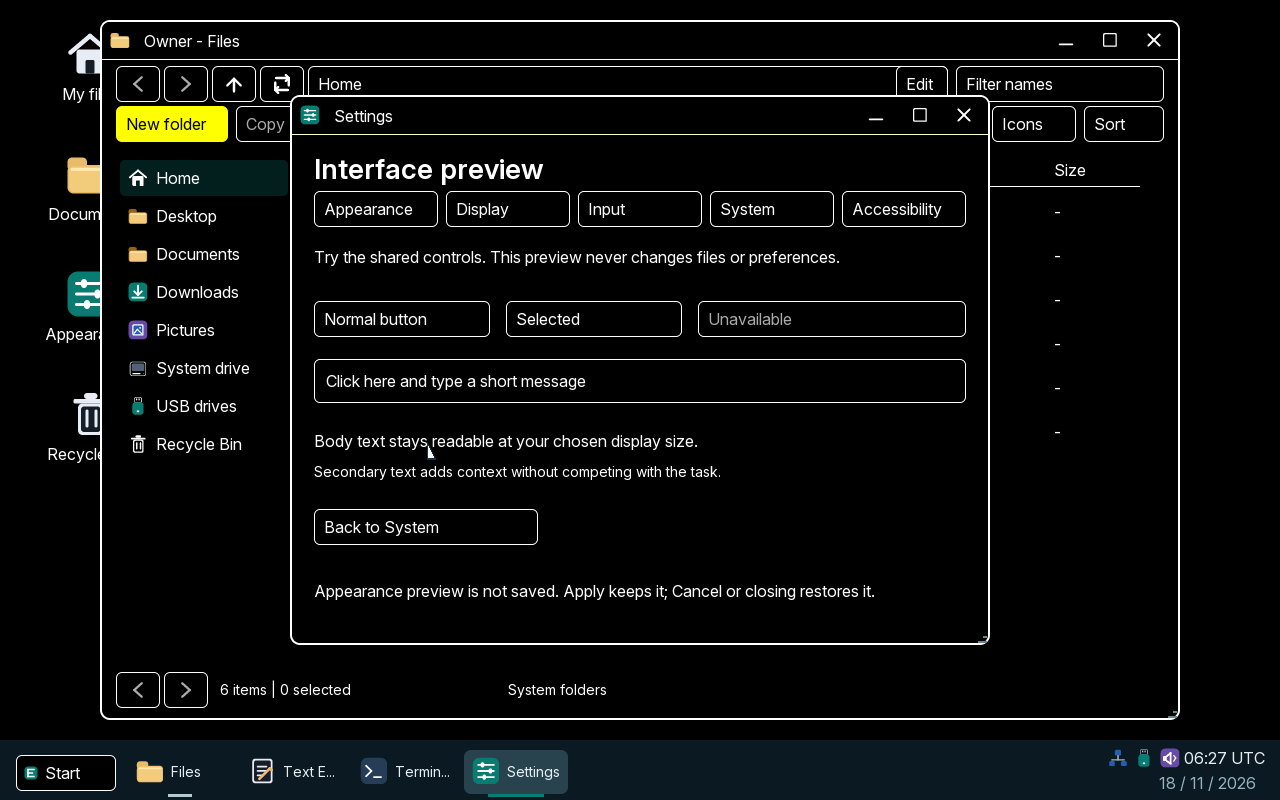 Owner - Files
My fil
Home
Edit
Filter names
New folder
Copy
Icons
Sort
Settings
Interface preview
Appearance
Display
Input
System
Accessibility
Try the shared controls. This preview never changes files or preferences.
Normal button
Selected
Unavailable
Click here and type a short message
Body text stays readable at your chosen display size.
Secondary text adds context without competing with the task.
Back to System
Appearance preview is not saved. Apply keeps it; Cancel or closing restores it.
Home
Desktop
Documents
Downloads
Pictures
System drive
USB drives
Recycle Bin
Size
-
-
-
-
-
-
Docum
Appeara
Recycle
6 items | 0 selected
System folders
Start
Files
Text E...
Termin...
Settings
06:27 UTC
18 / 11 / 2026